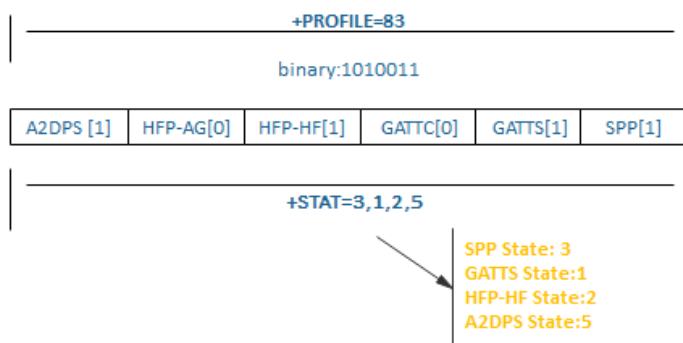 +PROFILE=83
binary:1010011
A2DPS [1] HFP-AG[0] HFP-HF[1] GATTC[0] GATTS[1] SPP[1]
+STAT=3,1,2,5
SPP State: 3
GATTS State:1
HFP-HF State:2
A2DPS State:5